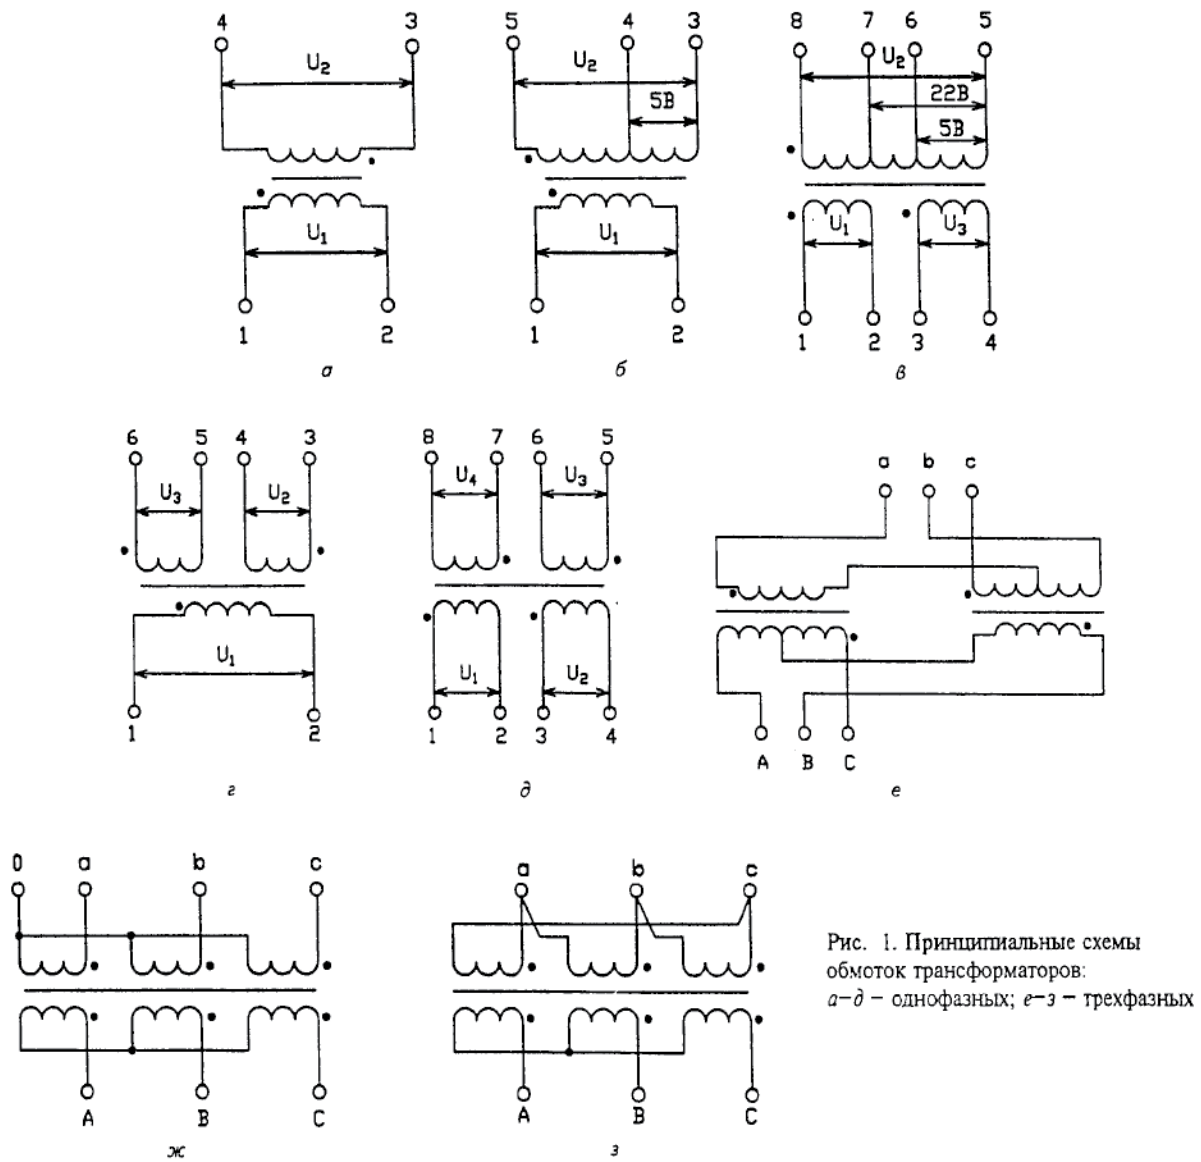 4 3 5 4 3 8 7 6 5
U₂ U₂ U₂
5В 22В
5В
U₁ U₁ U₁ U₃
1 2 1 2 1 2 3 4
а б в
6 5 4 3 8 7 6 5 a b c
U₃ U₂ U₄ U₃
U₁ U₁ U₂
1 2 1 2 3 4 A B C
г д е
0 a b c a b c
Рис. 1. Принципиальные схемы
обмоток трансформаторов:
а–д – однофазных; е–з – трехфазных
A B C A B C
ж з